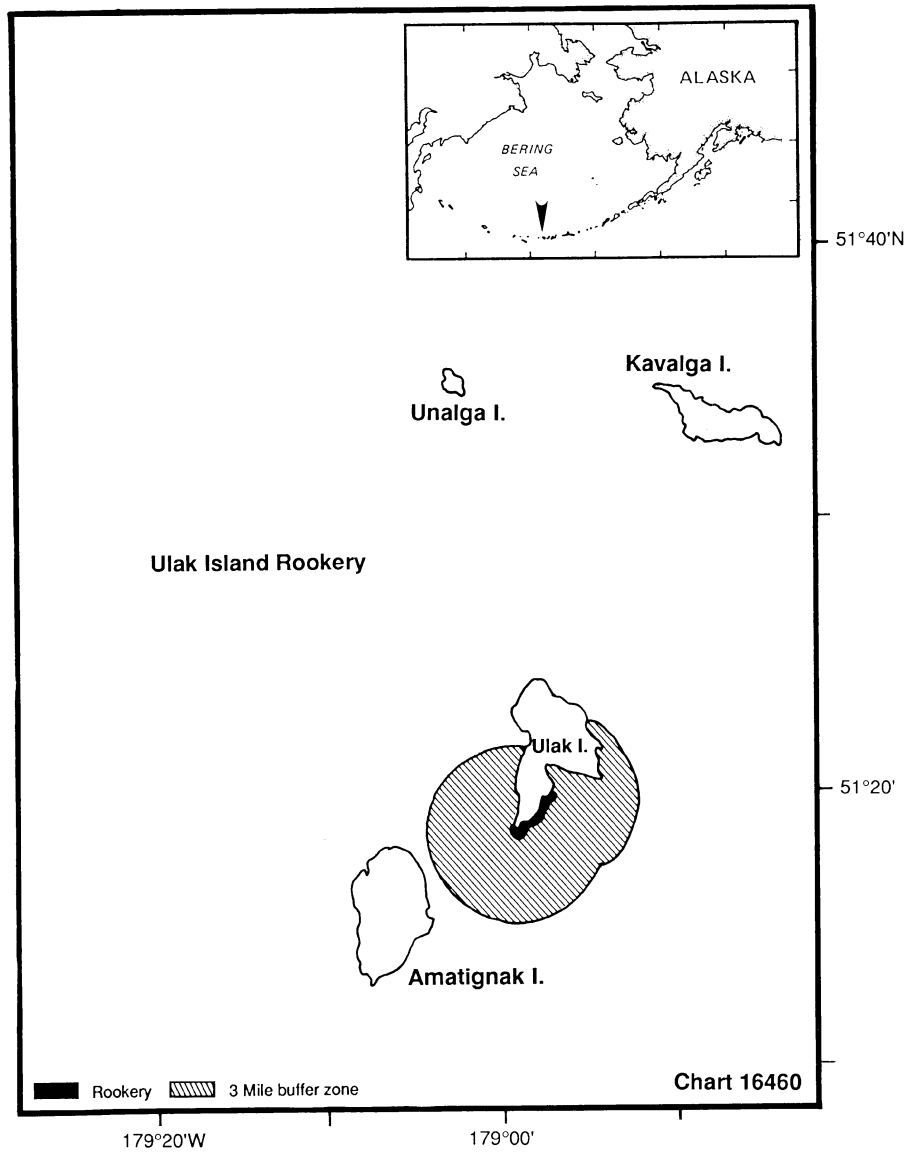 ALASKA
BERING
SEA
51°40'N
Kavalga I.
Unalga I.
Ulak Island Rookery
Ulak I.
51°20'
Amatignak I.
Chart 16460
Rookery
3 Mile buffer zone
179°20'W
179°00'